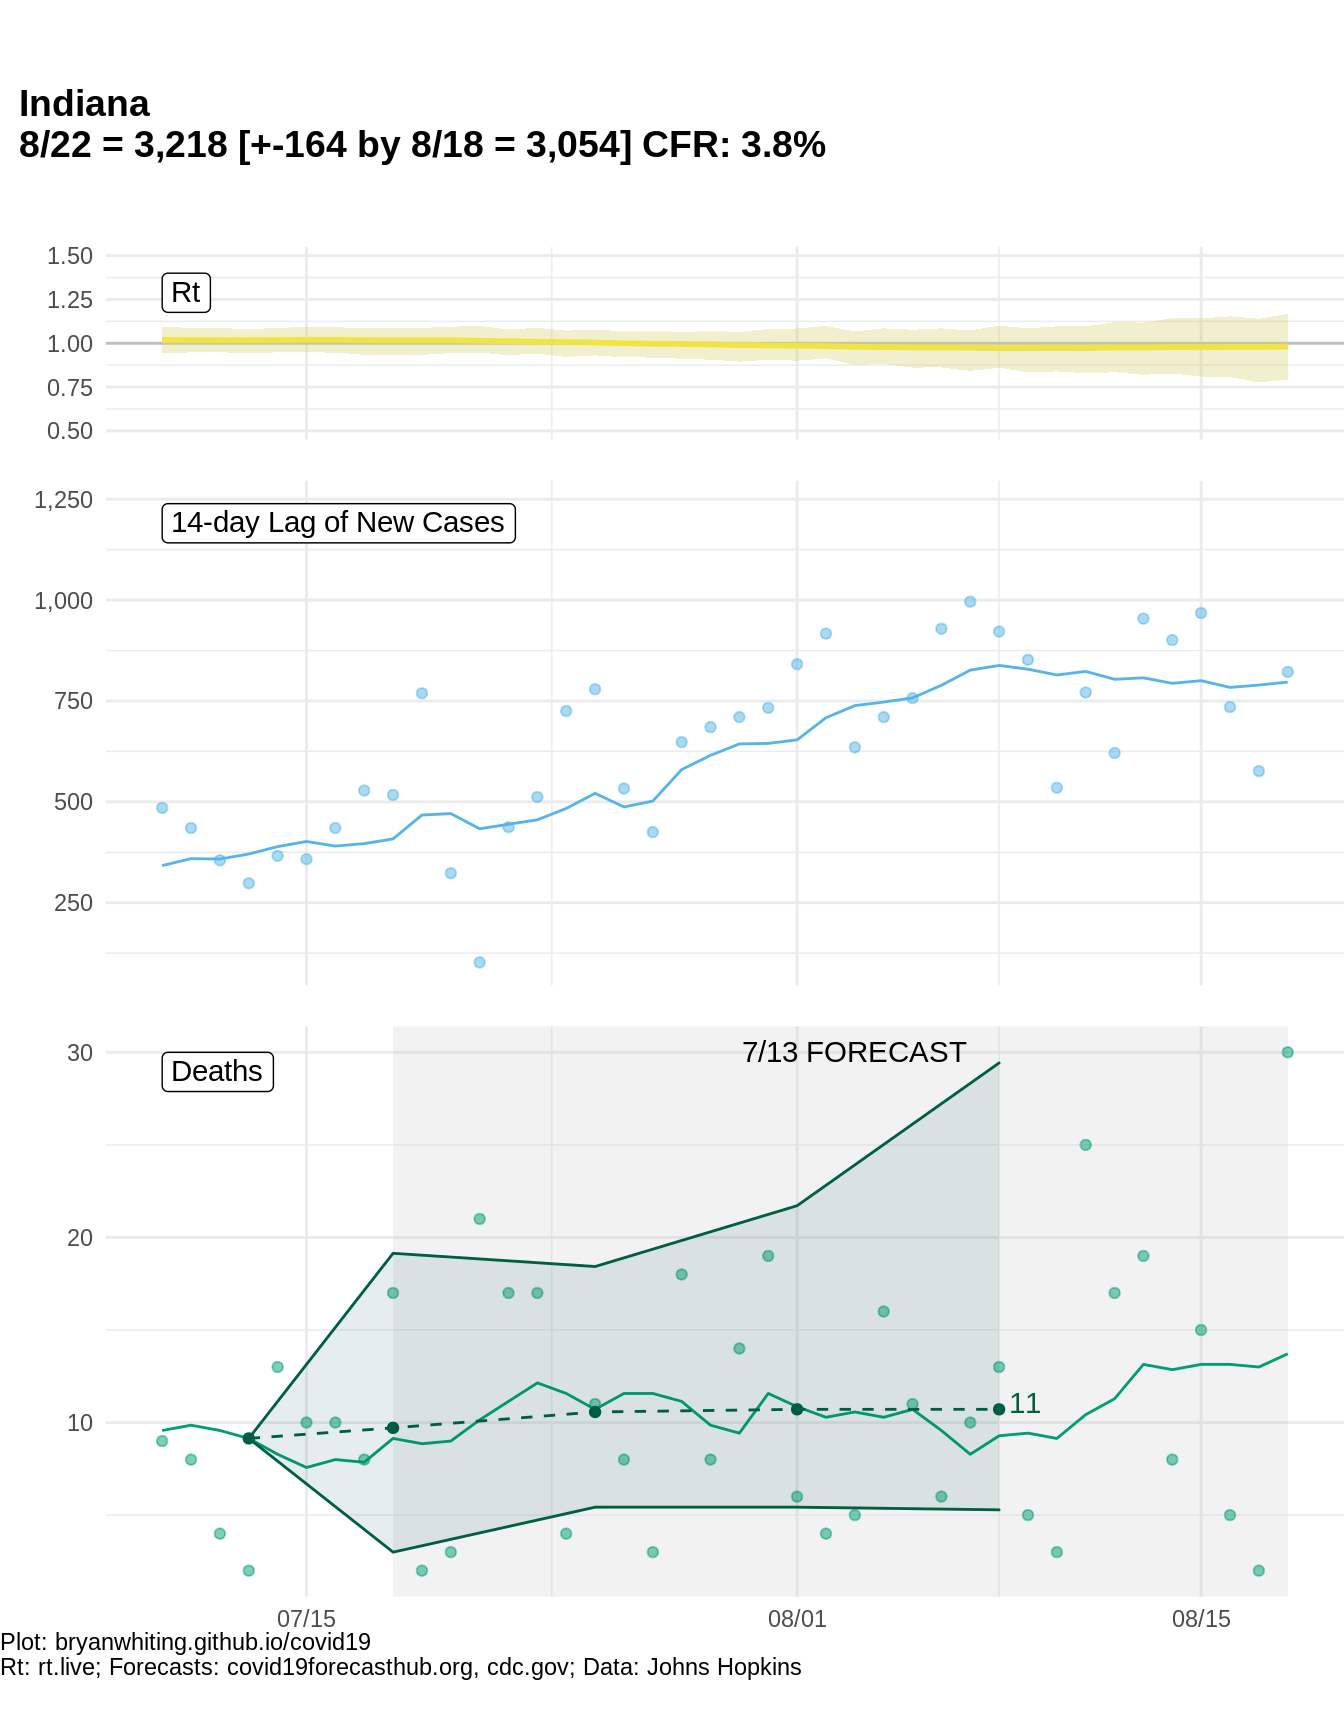 Indiana
8/22 = 3,218 [+-164 by 8/18 = 3,054] CFR: 3.8%
1.50
Rt
1.25
1.00
0.75
0.50
1,250
14-day Lag of New Cases
1,000
750
500
250
30
7/13 FORECAST
Deaths
20
11
10
07/15
08/01
08/15
Plot: bryanwhiting.github.io/covid19
Rt: rt.live; Forecasts: covid19forecasthub.org, cdc.gov; Data: Johns Hopkins